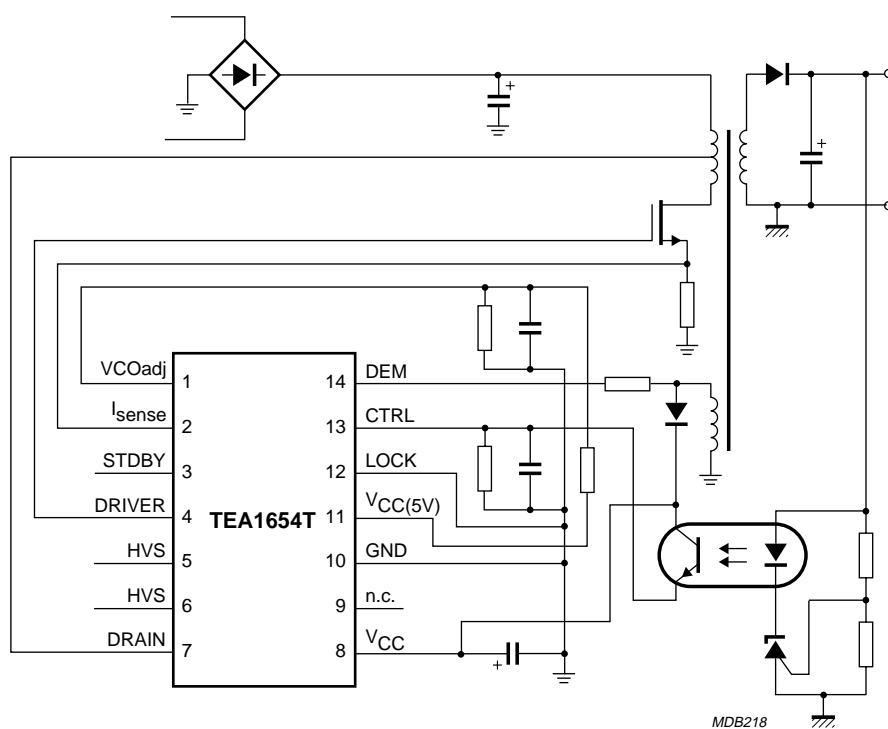 +
+
VCOadj 1
14 DEM
Isense 2
13 CTRL
STDBY 3
12 LOCK
DRIVER 4
TEA1654T
11 VCC(5V)
HVS 5
10 GND
HVS 6
9 n.c.
DRAIN 7
8 VCC
+
MDB218